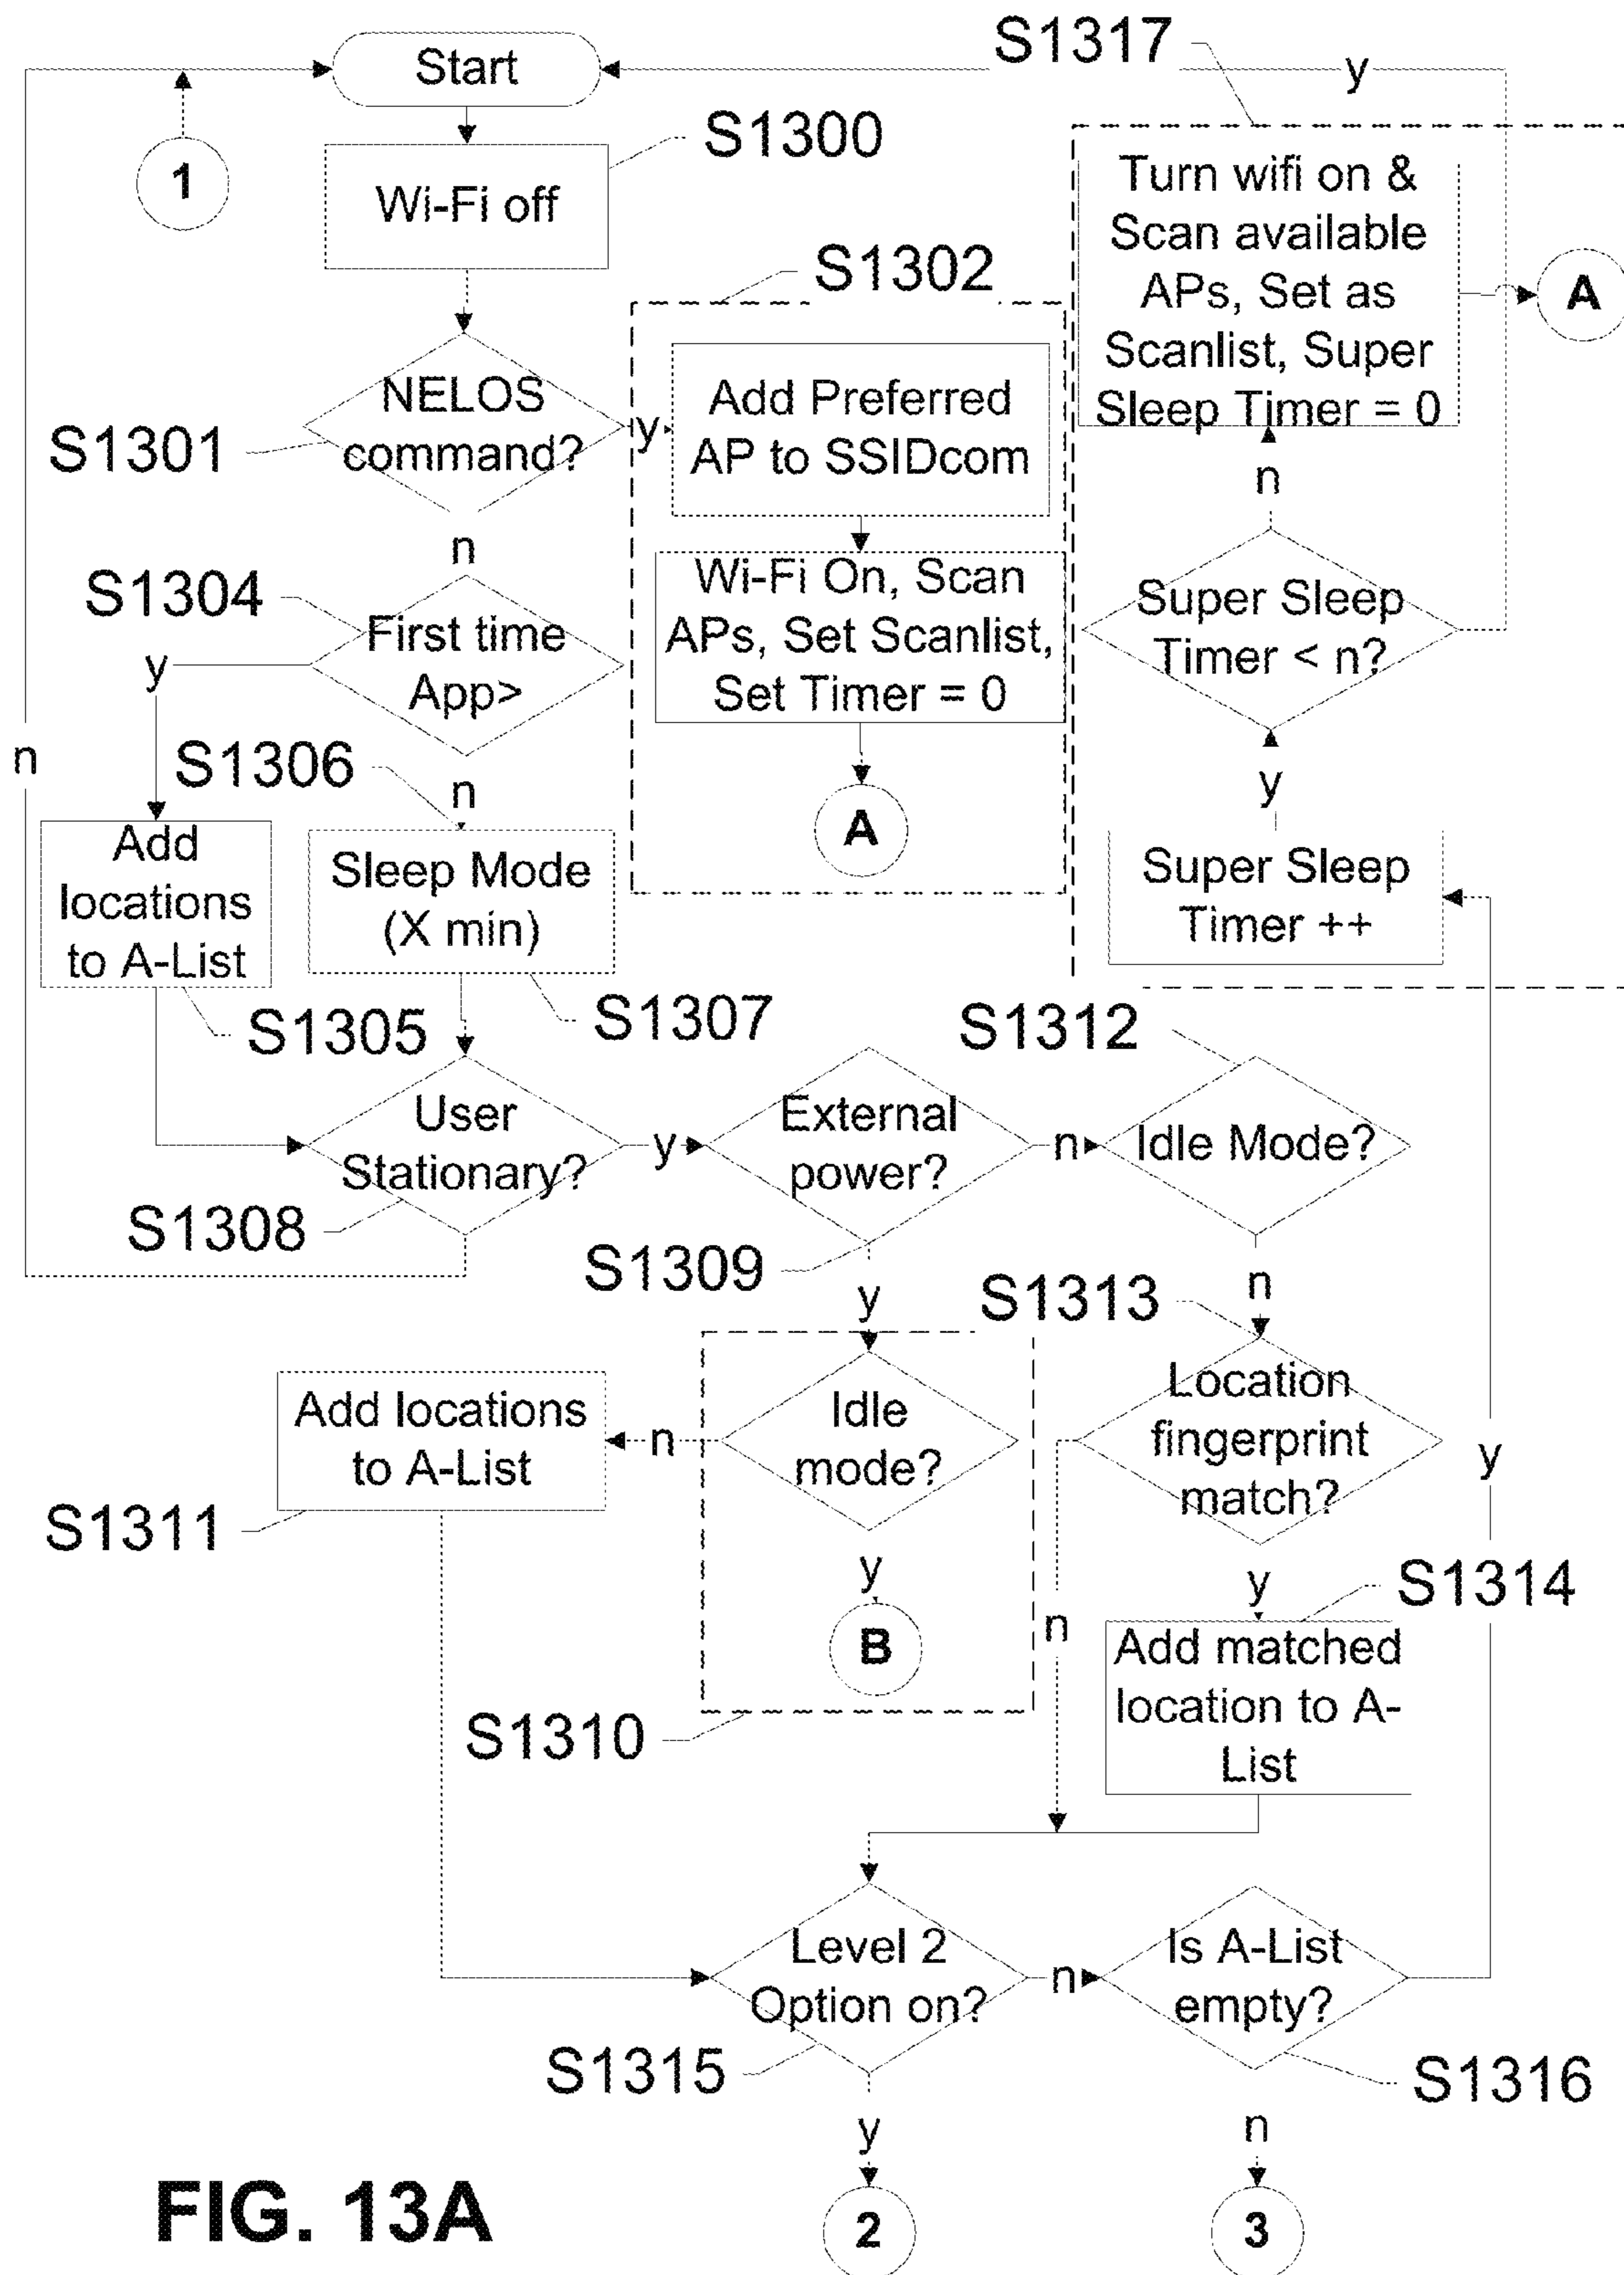 S1317
Start
y
1
S1300
Wi-Fi off
Turn wifi on &
Scan available
APs, Set as
Scanlist, Super
Sleep Timer = 0
A
S1302
NELOS
command?
S1301
y
Add Preferred
AP to SSIDcom
n
n
S1304
First time
App>
y
Wi-Fi On, Scan
APs, Set Scanlist,
Set Timer = 0
Super Sleep
Timer < n?
n
S1306
n
y
A
Add
locations
to A-List
Sleep Mode
(X min)
Super Sleep
Timer ++
S1305
S1307
S1312
User
Stationary?
y
External
power?
n
Idle Mode?
S1308
S1309
y
n
S1313
Add locations
to A-List
n
Idle
mode?
Location
fingerprint
match?
y
S1311
y
y
S1314
B
n
Add matched
location to A-
List
S1310
Level 2
Option on?
n
Is A-List
empty?
S1315
S1316
y
n
2
3
FIG. 13A